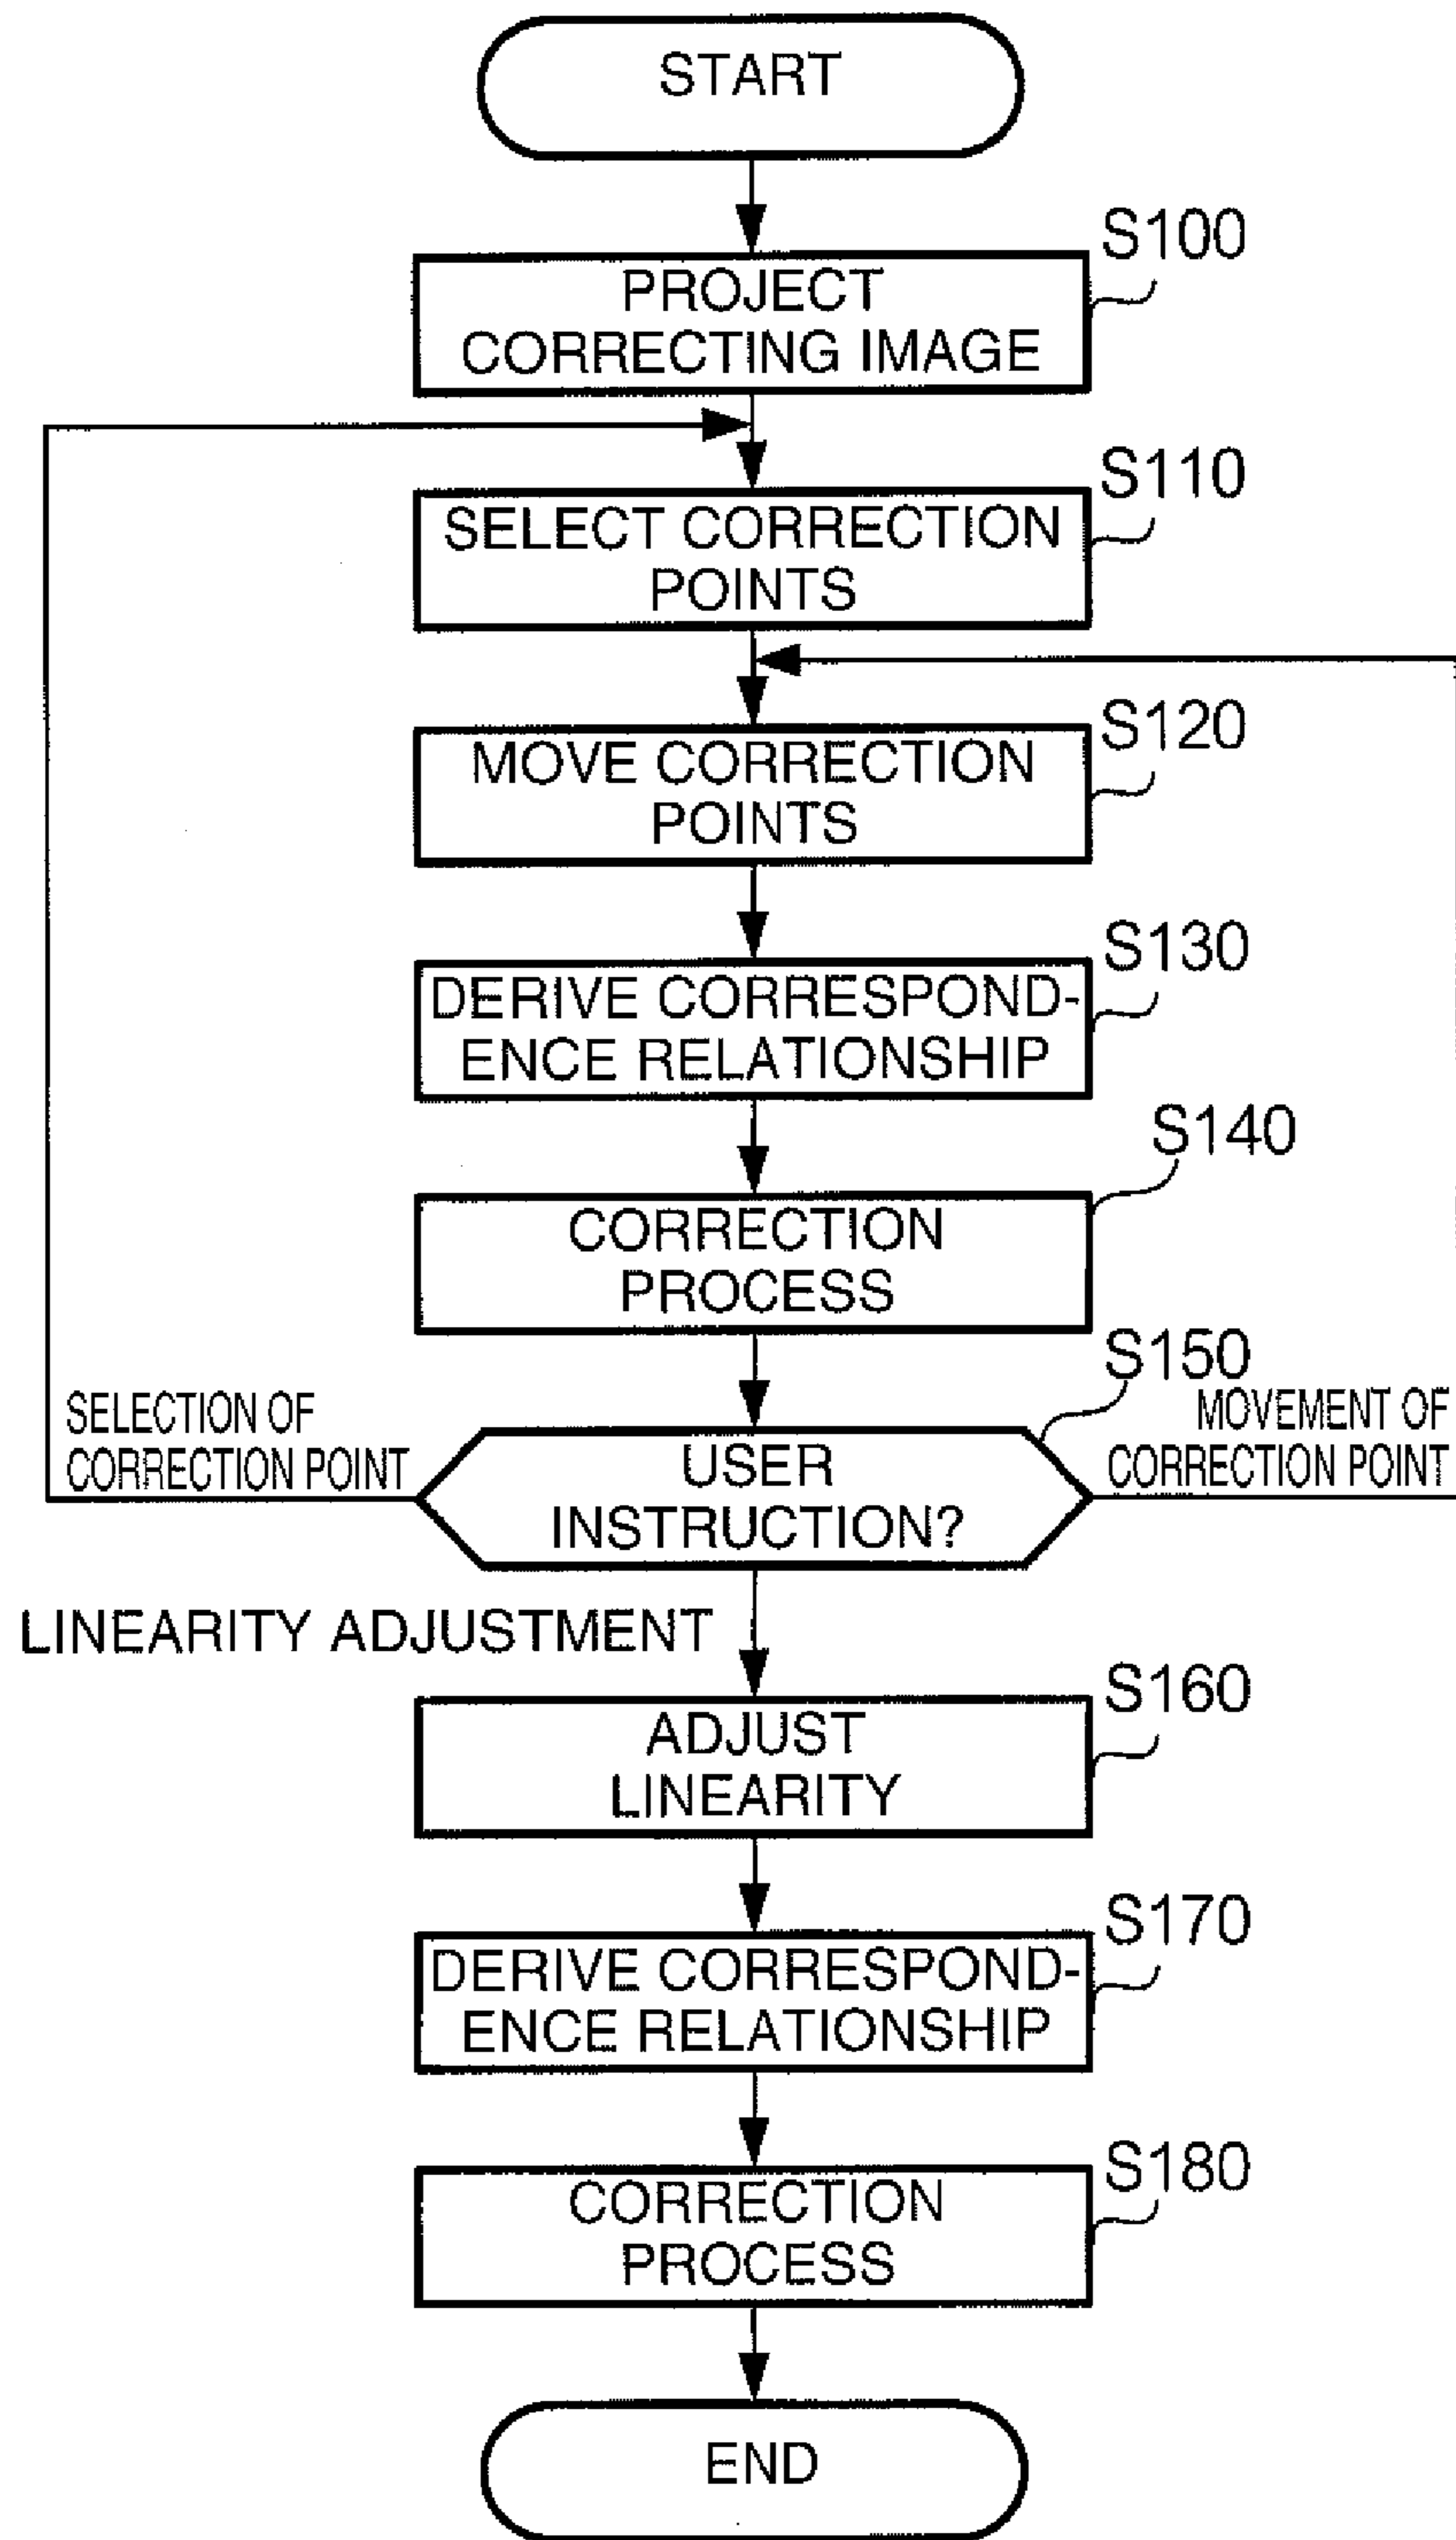 START
S100
PROJECT
CORRECTING IMAGE
S110
SELECT CORRECTION
POINTS
S120
MOVE CORRECTION
POINTS
S130
DERIVE CORRESPOND-
ENCE RELATIONSHIP
S140
CORRECTION
PROCESS
S150
SELECTION OF
CORRECTION POINT
USER
INSTRUCTION?
MOVEMENT OF
CORRECTION POINT
LINEARITY ADJUSTMENT
S160
ADJUST
LINEARITY
S170
DERIVE CORRESPOND-
ENCE RELATIONSHIP
S180
CORRECTION
PROCESS
END